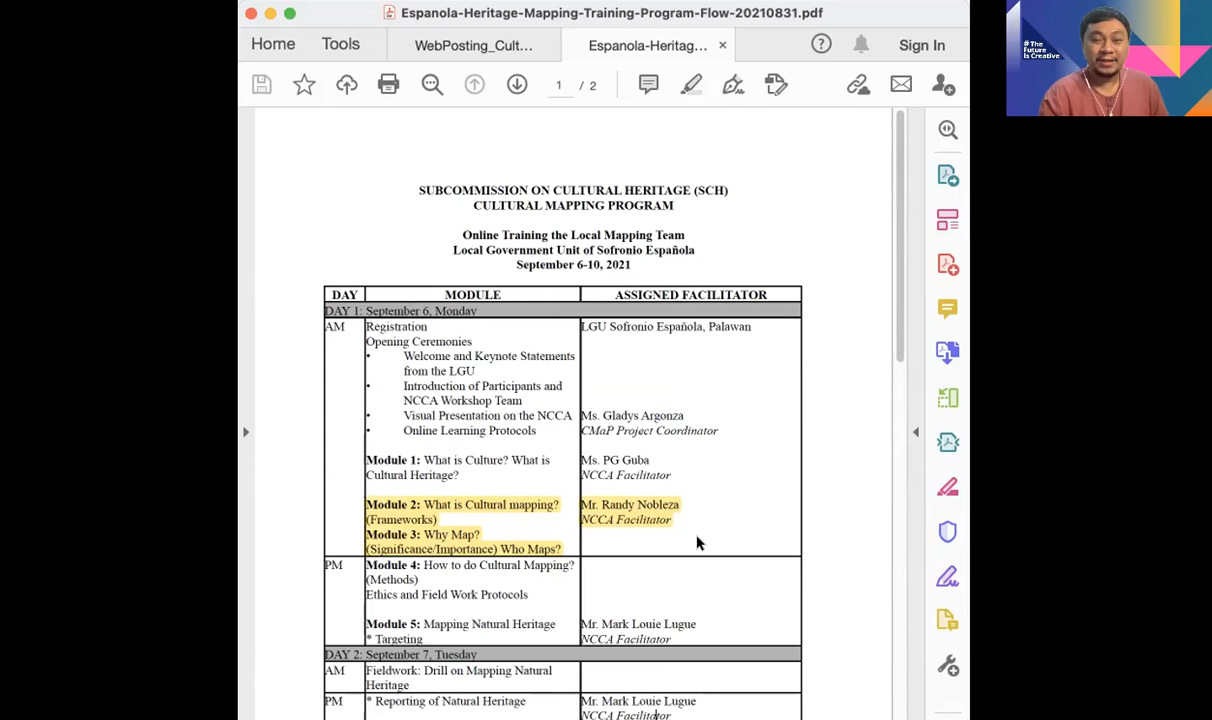 Espanola-Heritage-Mapping-Training-Program-Flow-20210831.pdf
Home
Tools
WebPosting_Cult...
Espanola-Heritag...
Sign In
1 / 2
# The
Future
Is Creative
SUBCOMMISSION ON CULTURAL HERITAGE (SCH)
CULTURAL MAPPING PROGRAM
Online Training the Local Mapping Team
Local Government Unit of Sofronio Española
September 6-10, 2021
DAY MODULE ASSIGNED FACILITATOR
DAY 1: September 6, Monday
AM Registration LGU Sofronio Española, Palawan
Opening Ceremonies
• Welcome and Keynote Statements
from the LGU
• Introduction of Participants and
NCCA Workshop Team
• Visual Presentation on the NCCA Ms. Gladys Argonza
• Online Learning Protocols CMaP Project Coordinator
Module 1: What is Culture? What is Ms. PG Guba
Cultural Heritage? NCCA Facilitator
Module 2: What is Cultural mapping? Mr. Randy Nobleza
(Frameworks) NCCA Facilitator
Module 3: Why Map?
(Significance/Importance) Who Maps?
PM Module 4: How to do Cultural Mapping?
(Methods)
Ethics and Field Work Protocols
Module 5: Mapping Natural Heritage Mr. Mark Louie Lugue
* Targeting NCCA Facilitator
DAY 2: September 7, Tuesday
AM Fieldwork: Drill on Mapping Natural
Heritage
PM * Reporting of Natural Heritage Mr. Mark Louie Lugue
NCCA Facilitator